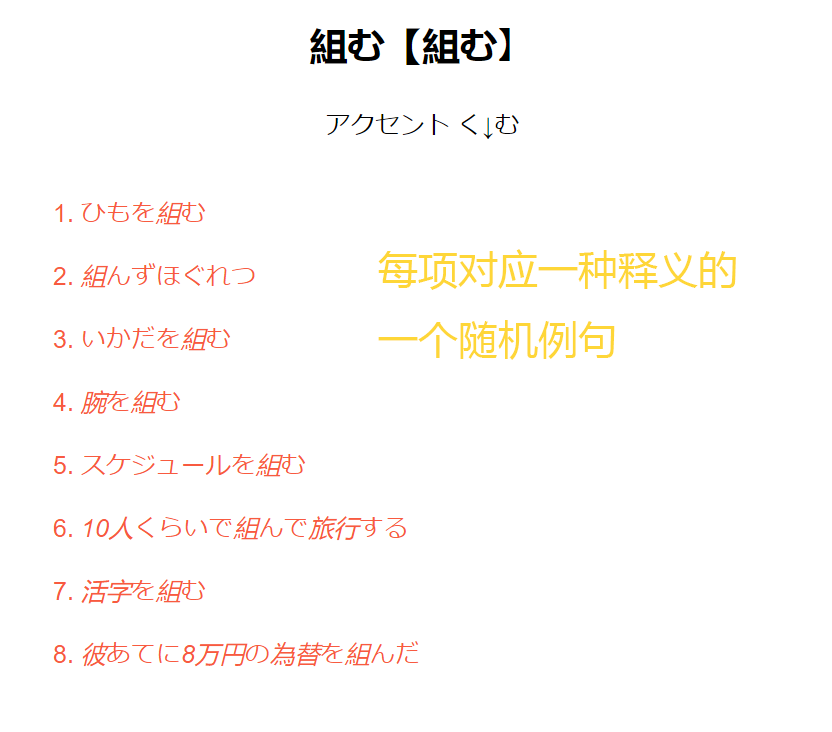 組む【組む】
アクセント く↓む
1. ひもを組む
2. 組んずほぐれつ
3. いかだを組む
4. 腕を組む
5. スケジュールを組む
6. 10人くらいで組んで旅行する
7. 活字を組む
8. 彼あてに8万円の為替を組んだ
每项对应一种释义的
一个随机例句